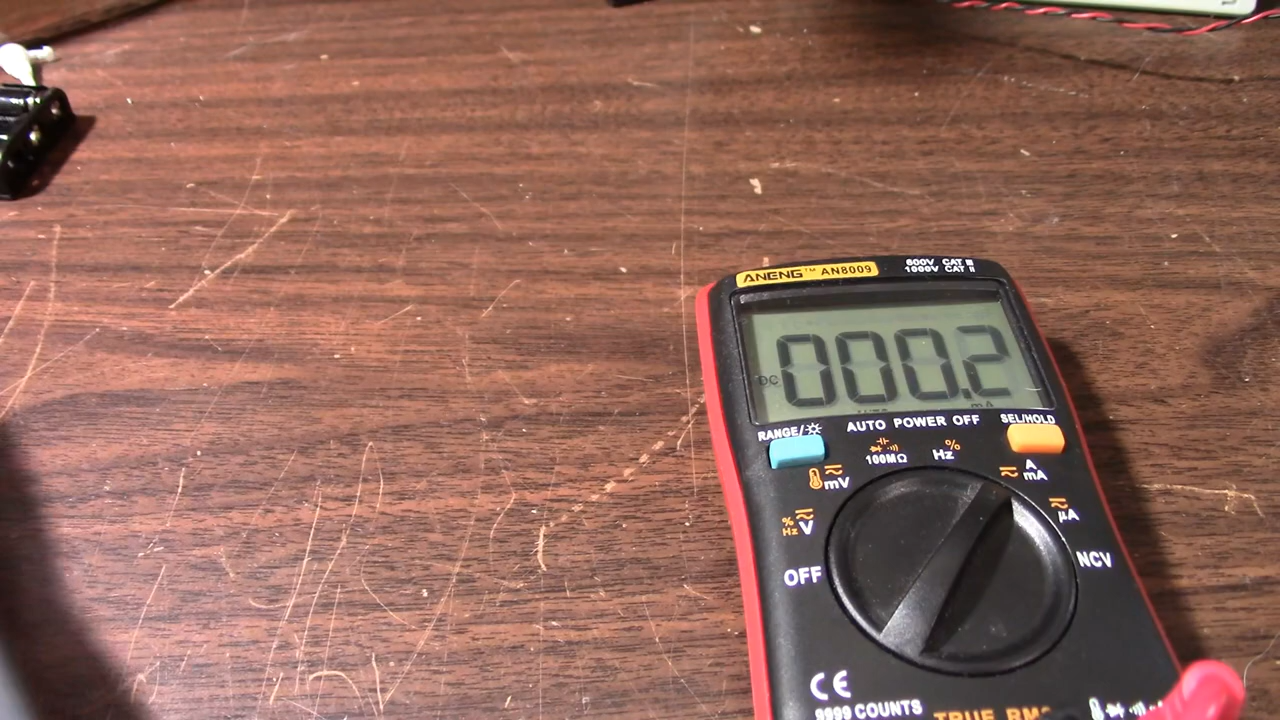 ANENG™ AN8009
600V CAT III
1000V CAT II
DC 000.2
mA
RANGE/ AUTO POWER OFF SEL/HOLD
mV
100MΩ
Hz %
A
mA
% Hz V
μA
OFF
NCV
CE
9999 COUNTS
TRUE RMS